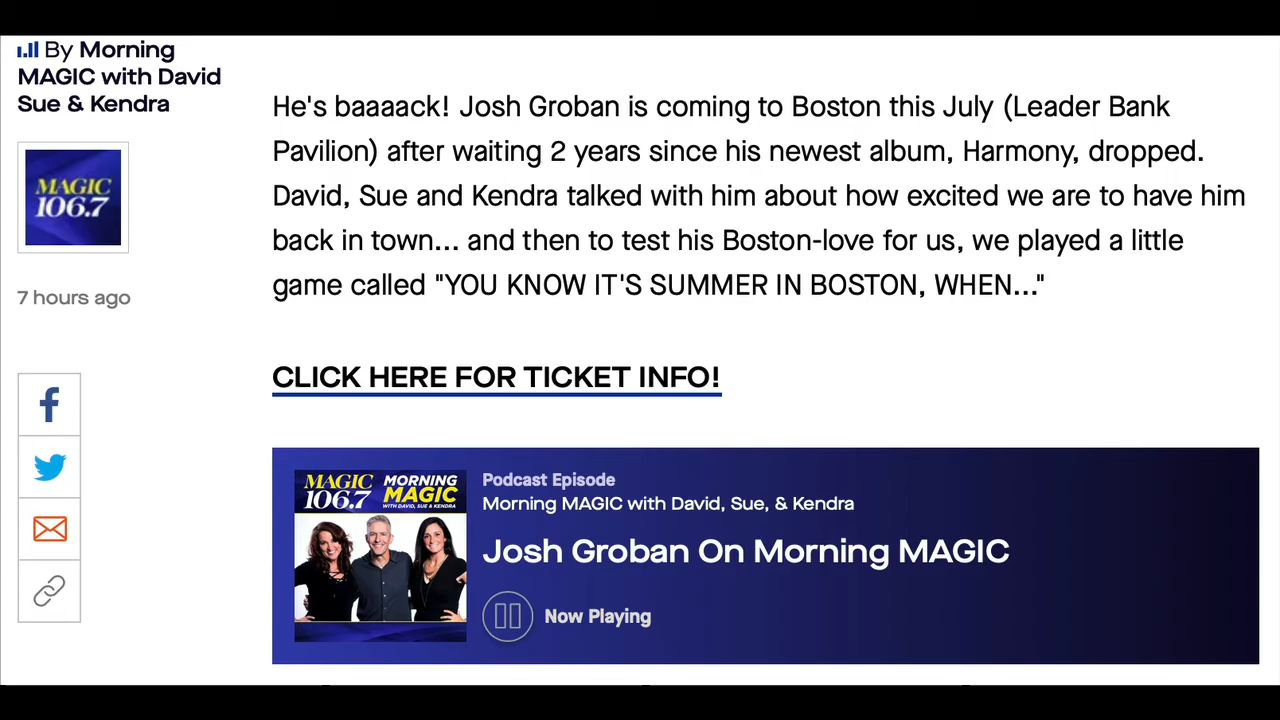 By Morning
MAGIC with David
Sue & Kendra
MAGIC
106.7
7 hours ago
He's baaaack! Josh Groban is coming to Boston this July (Leader Bank
Pavilion) after waiting 2 years since his newest album, Harmony, dropped.
David, Sue and Kendra talked with him about how excited we are to have him
back in town... and then to test his Boston-love for us, we played a little
game called "YOU KNOW IT'S SUMMER IN BOSTON, WHEN..."
CLICK HERE FOR TICKET INFO!
MAGIC
106.7
MORNING
MAGIC
WITH DAVID, SUE & KENDRA
Podcast Episode
Morning MAGIC with David, Sue, & Kendra
Josh Groban On Morning MAGIC
Now Playing